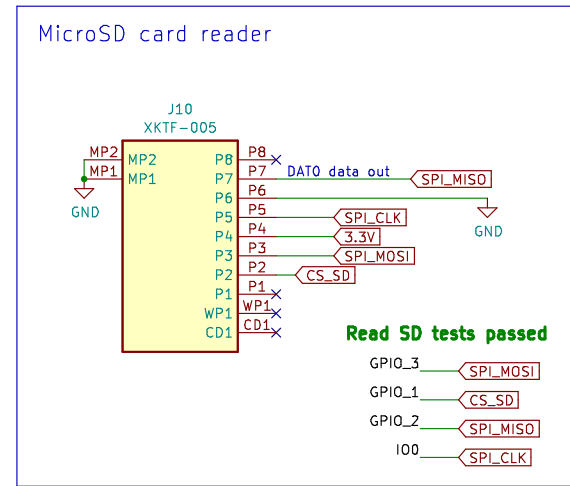 MicroSD card reader
J10
XKTF-005
MP2 MP2 P8 P8
MP1 MP1 P7 P7 DAT0 data out SPI_MISO
GND P6 P6 GND
P5 P5 SPI_CLK
P4 P4 3.3V
P3 P3 SPI_MOSI
P2 P2 CS_SD
P1 P1
WP1 WP1
CD1 CD1
Read SD tests passed
GPIO_3 SPI_MOSI
GPIO_1 CS_SD
GPIO_2 SPI_MISO
IO0 SPI_CLK